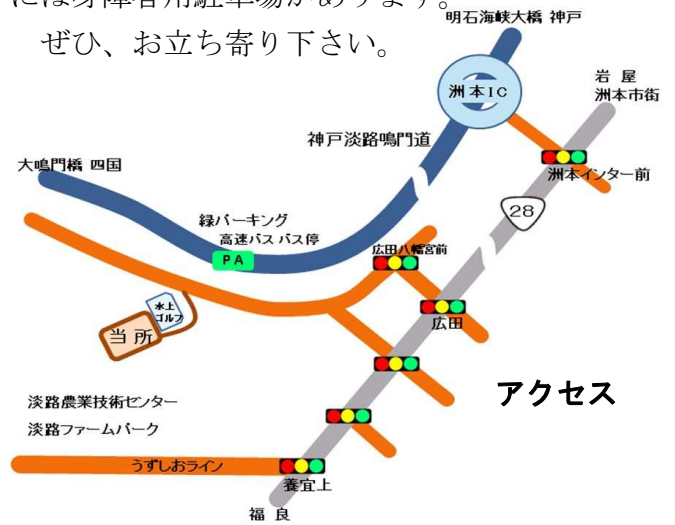 には身障者用駐車場があります。
ぜひ、お立ち寄り下さい。
明石海峡大橋 神戸
洲本IC
岩屋
洲本市街
神戸淡路鳴門道
大鳴門橋 四国
洲本インター前
28
緑パーキング
高速バス バス停
PA
広田八幡宮前
水上
ゴルフ
当所
広田
アクセス
淡路農業技術センター
淡路ファームパーク
うずしおライン
養宜上
福良